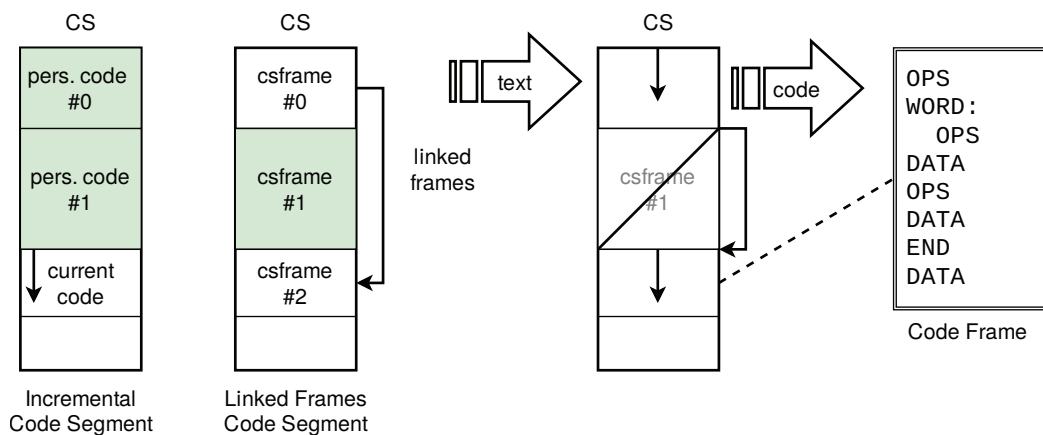 CS
pers. code
#0
pers. code
#1
current
code
Incremental
Code Segment
CS
csframe
#0
csframe
#1
csframe
#2
Linked Frames
Code Segment
linked
frames
text
CS
csframe
#1
code
OPS
WORD:
OPS
DATA
OPS
DATA
END
DATA
Code Frame